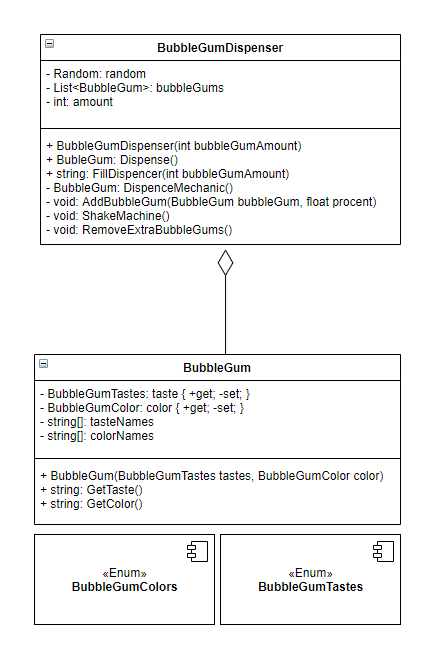 BubbleGumDispenser
- Random: random
- List<BubbleGum>: bubbleGums
- int: amount
+ BubbleGumDispenser(int bubbleGumAmount)
+ BubleGum: Dispense()
+ string: FillDispencer(int bubbleGumAmount)
- BubbleGum: DispenceMechanic()
- void: AddBubbleGum(BubbleGum bubbleGum, float procent)
- void: ShakeMachine()
- void: RemoveExtraBubbleGums()
BubbleGum
- BubbleGumTastes: taste { +get; -set; }
- BubbleGumColor: color { +get; -set; }
- string[]: tasteNames
- string[]: colorNames
+ BubbleGum(BubbleGumTastes tastes, BubbleGumColor color)
+ string: GetTaste()
+ string: GetColor()
«Enum»
BubbleGumColors
«Enum»
BubbleGumTastes